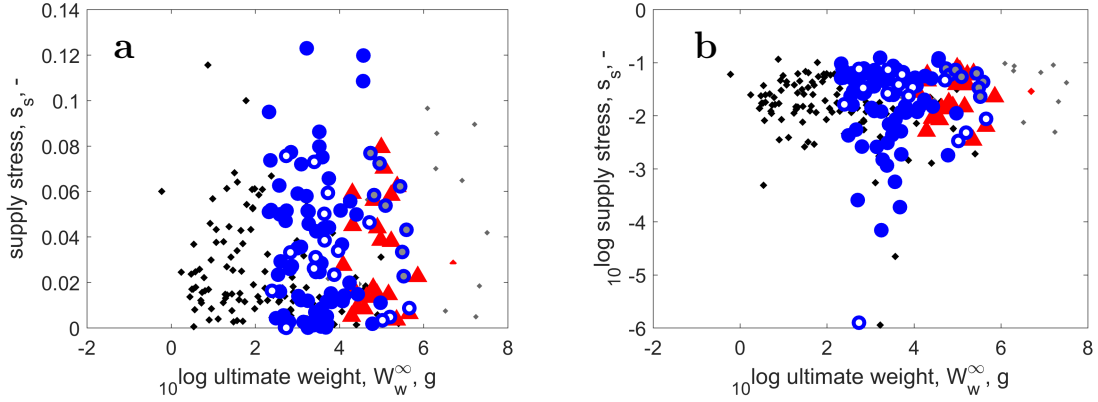 0.14
0.12
0.1
0.08
0.06
0.04
0.02
0
-2 0 2 4 6 8
supply stress, s_s, -
₁₀log ultimate weight, W_w^∞, g
a
0
-1
-2
-3
-4
-5
-6
-2 0 2 4 6 8
₁₀log supply stress, s_s, -
₁₀log ultimate weight, W_w^∞, g
b